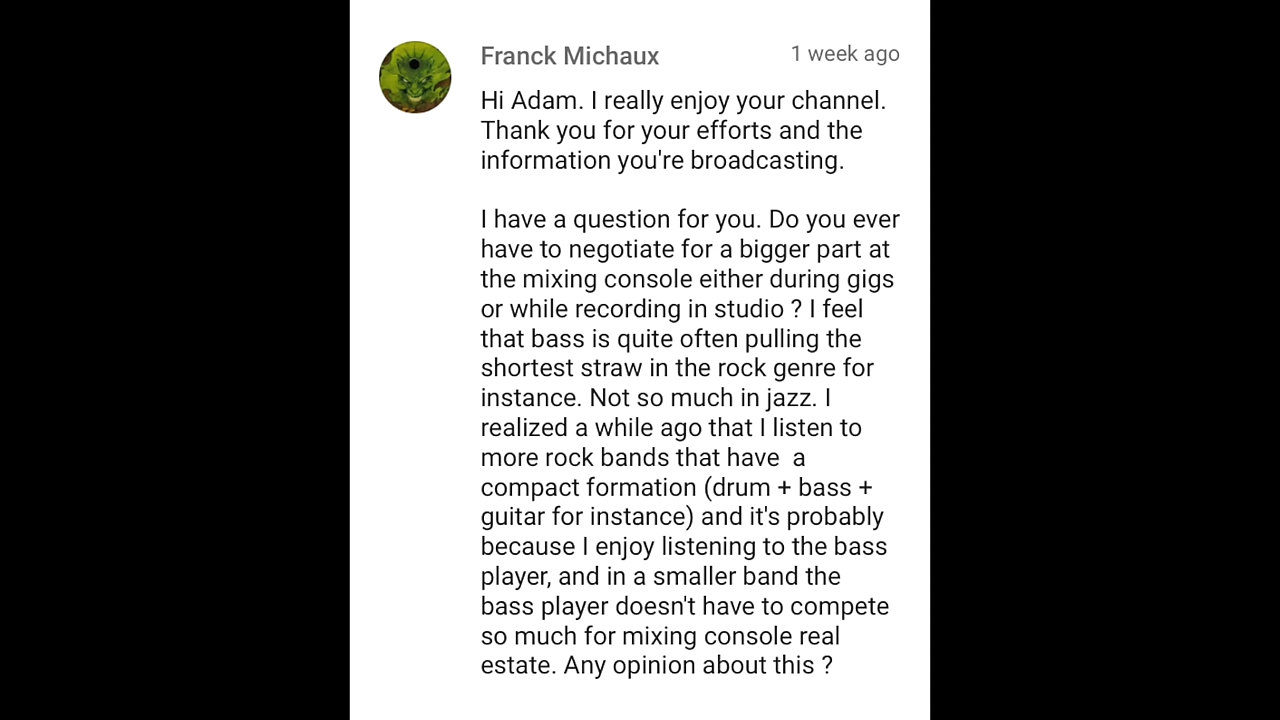 Franck Michaux 1 week ago
Hi Adam. I really enjoy your channel.
Thank you for your efforts and the
information you're broadcasting.
I have a question for you. Do you ever
have to negotiate for a bigger part at
the mixing console either during gigs
or while recording in studio ? I feel
that bass is quite often pulling the
shortest straw in the rock genre for
instance. Not so much in jazz. I
realized a while ago that I listen to
more rock bands that have  a
compact formation (drum + bass +
guitar for instance) and it's probably
because I enjoy listening to the bass
player, and in a smaller band the
bass player doesn't have to compete
so much for mixing console real
estate. Any opinion about this ?